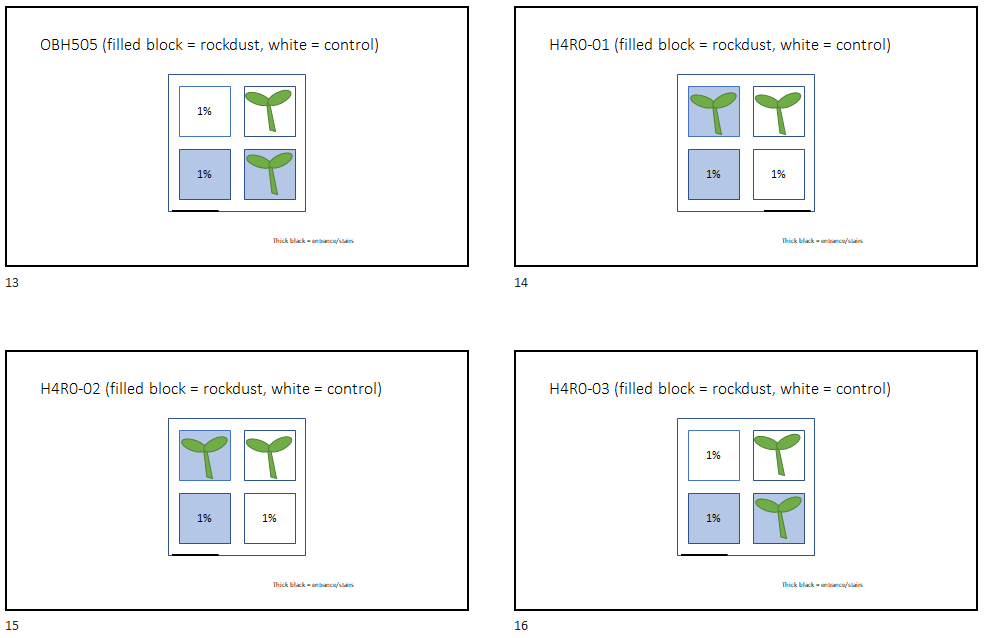 OBH505 (filled block = rockdust, white = control)
1%
1%
Thick black = entrance/stairs
13
H4R0-01 (filled block = rockdust, white = control)
1%
1%
Thick black = entrance/stairs
14
H4R0-02 (filled block = rockdust, white = control)
1%
1%
Thick black = entrance/stairs
15
H4R0-03 (filled block = rockdust, white = control)
1%
1%
Thick black = entrance/stairs
16